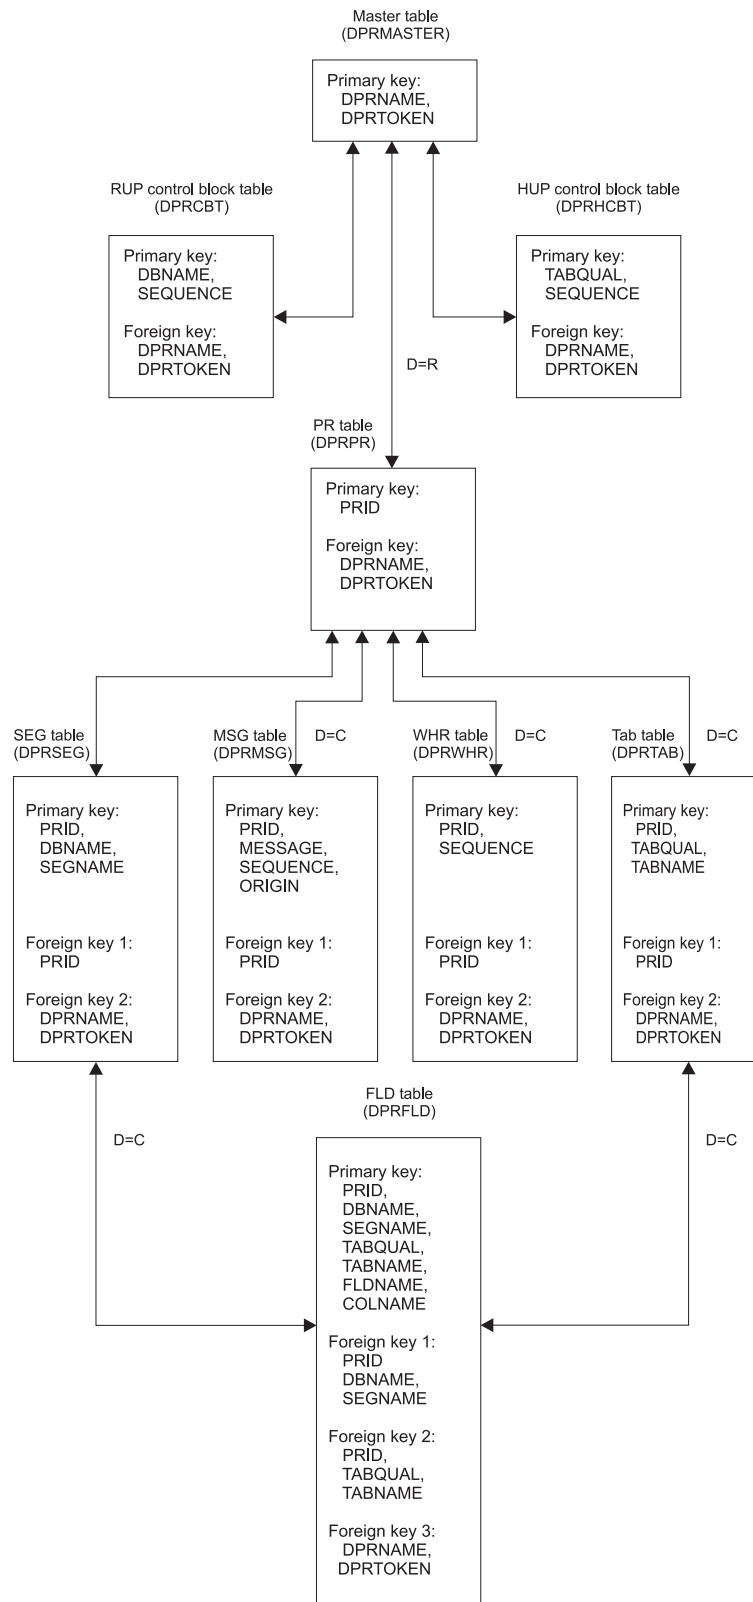 Master table
(DPRMASTER)
Primary key:
DPRNAME,
DPRTOKEN
RUP control block table
(DPRCBT)
Primary key:
DBNAME,
SEQUENCE
Foreign key:
DPRNAME,
DPRTOKEN
HUP control block table
(DPRHCBT)
Primary key:
TABQUAL,
SEQUENCE
Foreign key:
DPRNAME,
DPRTOKEN
D=R
PR table
(DPRPR)
Primary key:
PRID
Foreign key:
DPRNAME,
DPRTOKEN
SEG table
(DPRSEG)
Primary key:
PRID,
DBNAME,
SEGNAME
Foreign key 1:
PRID
Foreign key 2:
DPRNAME,
DPRTOKEN
MSG table
(DPRMSG)
D=C
Primary key:
PRID,
MESSAGE,
SEQUENCE,
ORIGIN
Foreign key 1:
PRID
Foreign key 2:
DPRNAME,
DPRTOKEN
WHR table
(DPRWHR)
D=C
Primary key:
PRID,
SEQUENCE
Foreign key 1:
PRID
Foreign key 2:
DPRNAME,
DPRTOKEN
Tab table
(DPRTAB)
D=C
Primary key:
PRID,
TABQUAL,
TABNAME
Foreign key 1:
PRID
Foreign key 2:
DPRNAME,
DPRTOKEN
D=C
FLD table
(DPRFLD)
D=C
Primary key:
PRID,
DBNAME,
SEGNAME,
TABQUAL,
TABNAME,
FLDNAME,
COLNAME
Foreign key 1:
PRID
DBNAME,
SEGNAME
Foreign key 2:
PRID,
TABQUAL,
TABNAME
Foreign key 3:
DPRNAME,
DPRTOKEN